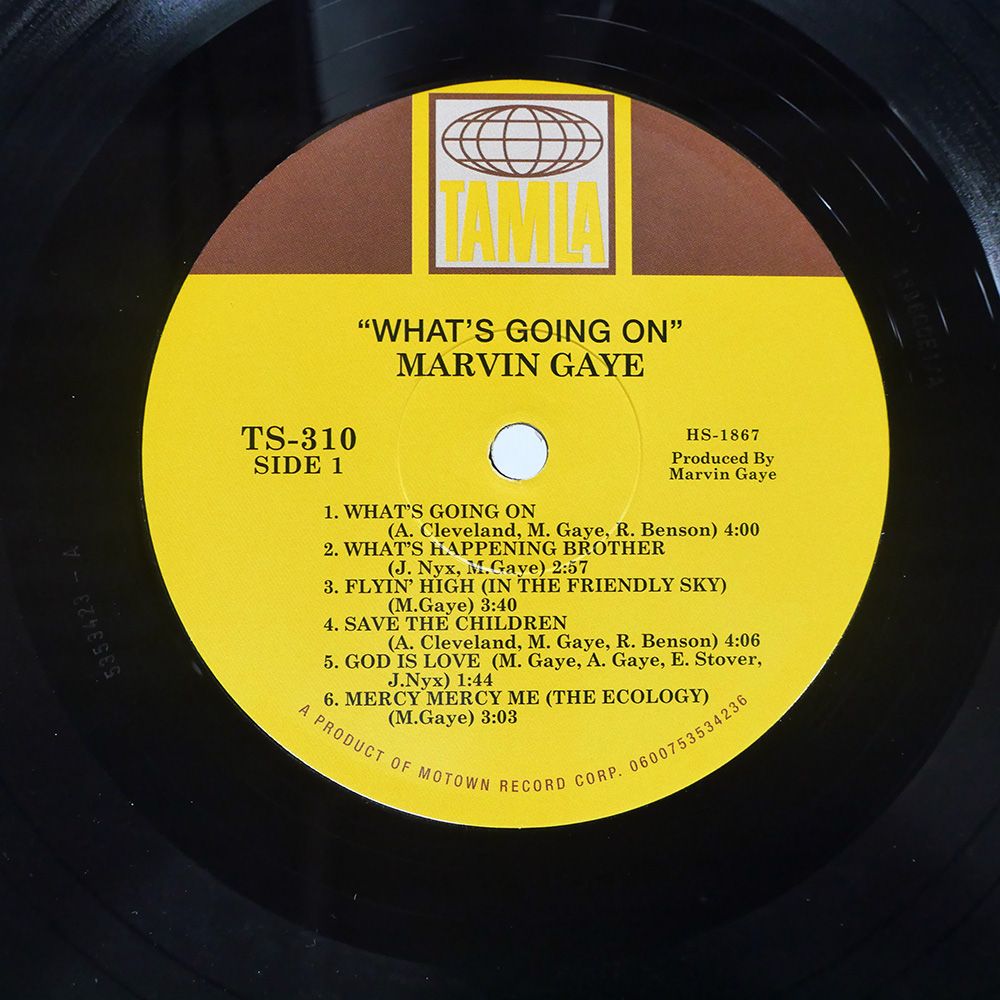 TAMLA
“WHAT’S GOING ON”
MARVIN GAYE
TS-310
SIDE 1
HS-1867
Produced By
Marvin Gaye
1. WHAT’S GOING ON
(A. Cleveland, M. Gaye, R. Benson) 4:00
2. WHAT’S HAPPENING BROTHER
(J. Nyx, M.Gaye) 2:57
3. FLYIN’ HIGH (IN THE FRIENDLY SKY)
(M.Gaye) 3:40
4. SAVE THE CHILDREN
(A. Cleveland, M. Gaye, R. Benson) 4:06
5. GOD IS LOVE (M. Gaye, A. Gaye, E. Stover,
J.Nyx) 1:44
6. MERCY MERCY ME (THE ECOLOGY)
(M.Gaye) 3:03
A PRODUCT OF MOTOWN RECORD CORP. 0600753534236
5353423 - A